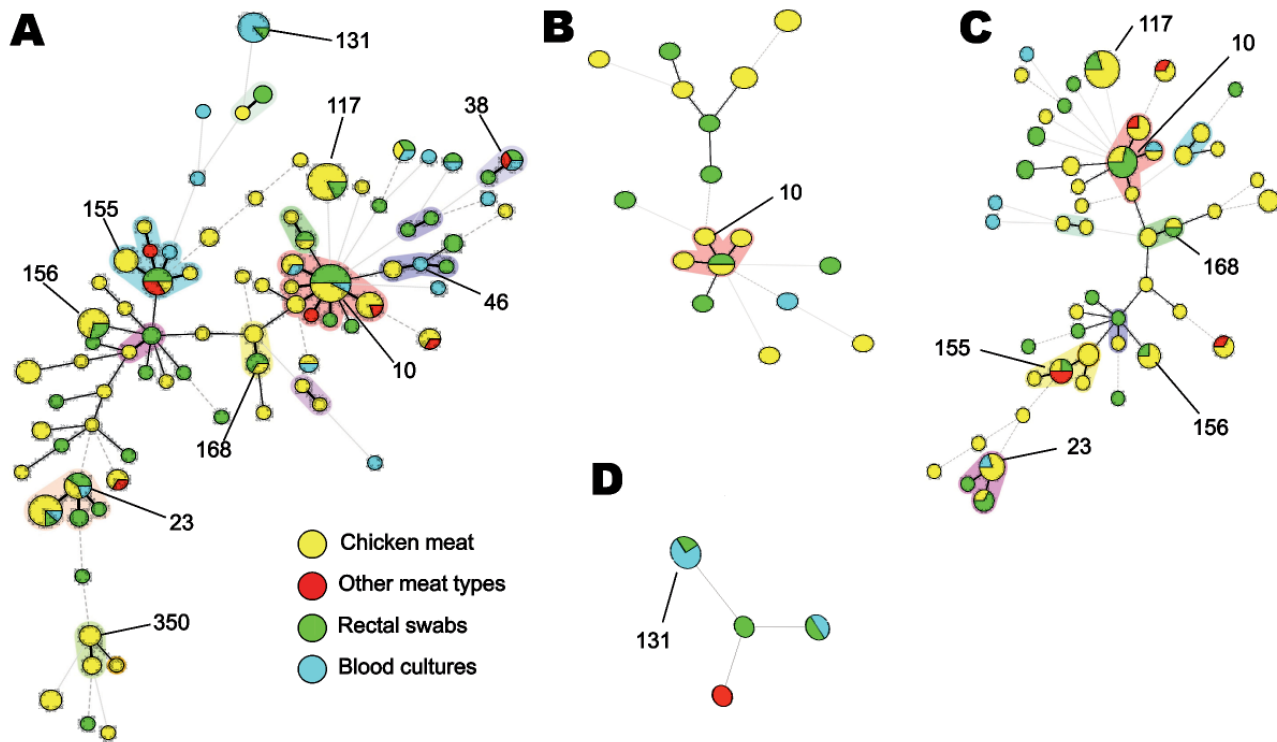 A
131
117
38
155
156
46
10
168
23
350
Chicken meat
Other meat types
Rectal swabs
Blood cultures
B
10
C
117
10
168
155
156
23
D
131